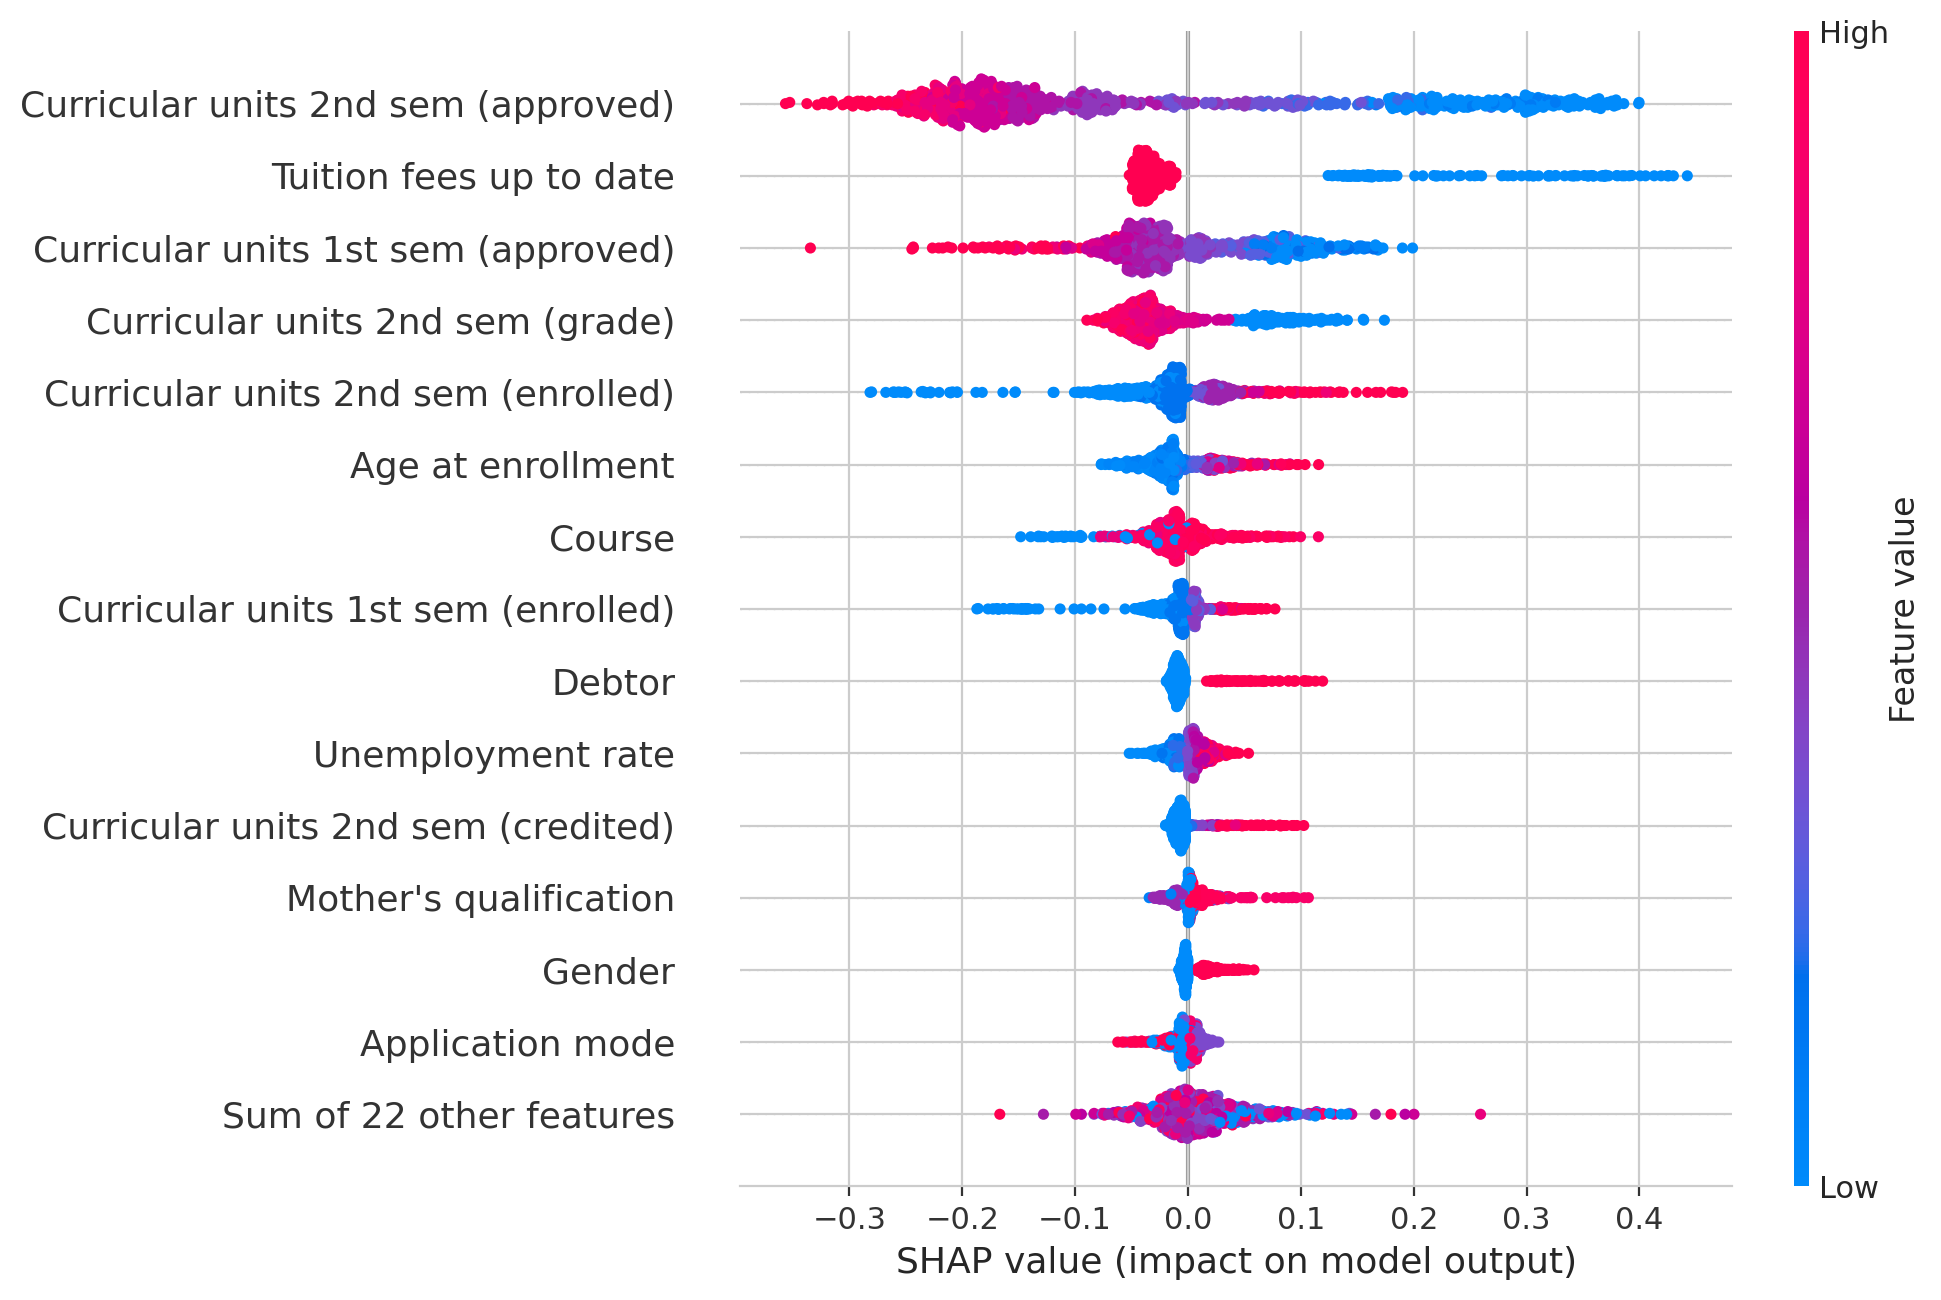 High
Curricular units 2nd sem (approved)
Tuition fees up to date
Curricular units 1st sem (approved)
Curricular units 2nd sem (grade)
Curricular units 2nd sem (enrolled)
Age at enrollment
Course
Curricular units 1st sem (enrolled)
Debtor
Unemployment rate
Curricular units 2nd sem (credited)
Mother's qualification
Gender
Application mode
Sum of 22 other features
Feature value
Low
−0.3 −0.2 −0.1 0.0 0.1 0.2 0.3 0.4
SHAP value (impact on model output)